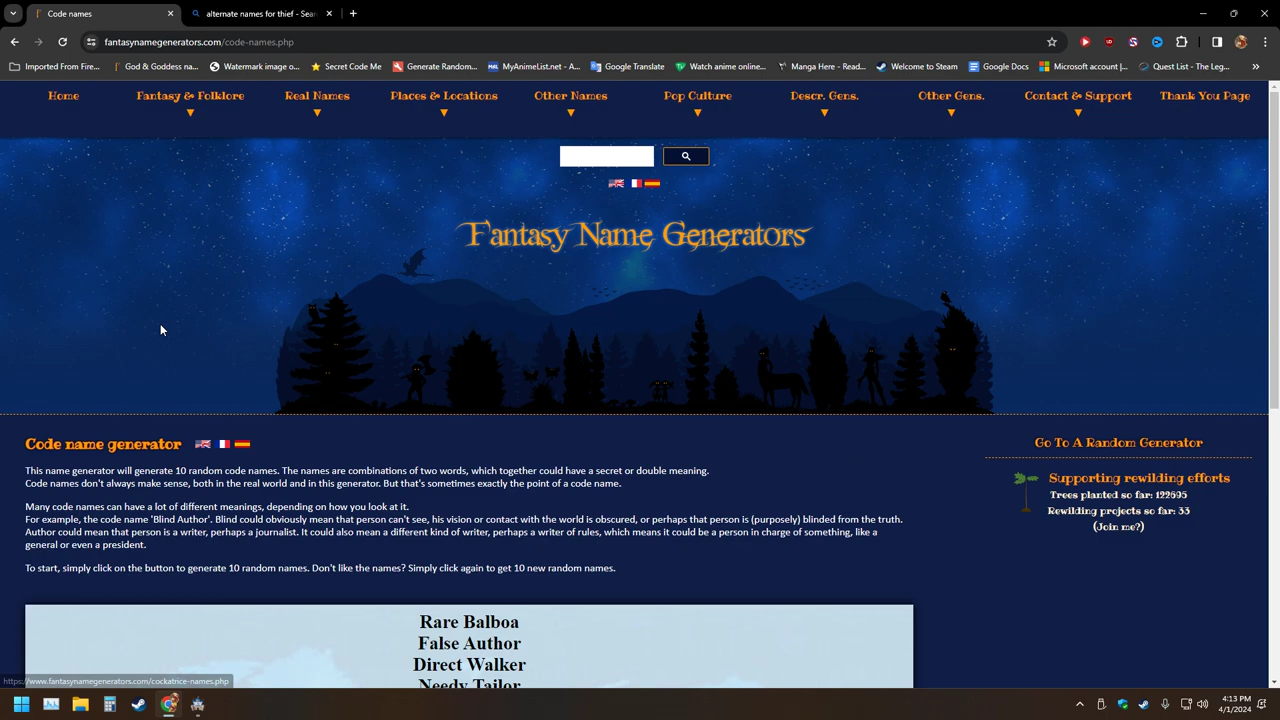 Code names
alternate names for thief - Sear
fantasynamegenerators.com/code-names.php
Imported From Fire...
God & Goddess na...
Watermark image o...
Secret Code Me
Generate Random...
MyAnimeList.net - A...
Google Translate
Watch anime online...
Manga Here - Read...
Welcome to Steam
Google Docs
Microsoft account |...
Quest List - The Leg...
Home
Fantasy & Folklore
Real Names
Places & Locations
Other Names
Pop Culture
Descr. Gens.
Other Gens.
Contact & Support
Thank You Page
Fantasy Name Generators
Code name generator
This name generator will generate 10 random code names. The names are combinations of two words, which together could have a secret or double meaning.
Code names don't always make sense, both in the real world and in this generator. But that's sometimes exactly the point of a code name.
Many code names can have a lot of different meanings, depending on how you look at it.
For example, the code name 'Blind Author'. Blind could obviously mean that person can't see, his vision or contact with the world is obscured, or perhaps that person is (purposely) blinded from the truth.
Author could mean that person is a writer, perhaps a journalist. It could also mean a different kind of writer, perhaps a writer of rules, which means it could be a person in charge of something, like a
general or even a president.
To start, simply click on the button to generate 10 random names. Don't like the names? Simply click again to get 10 new random names.
Go To A Random Generator
Supporting rewilding efforts
Trees planted so far: 122695
Rewilding projects so far: 33
(Join me?)
Rare Balboa
False Author
Direct Walker
Needy Tailor
https://www.fantasynamegenerators.com/cockatrice-names.php
4:13 PM
4/1/2024